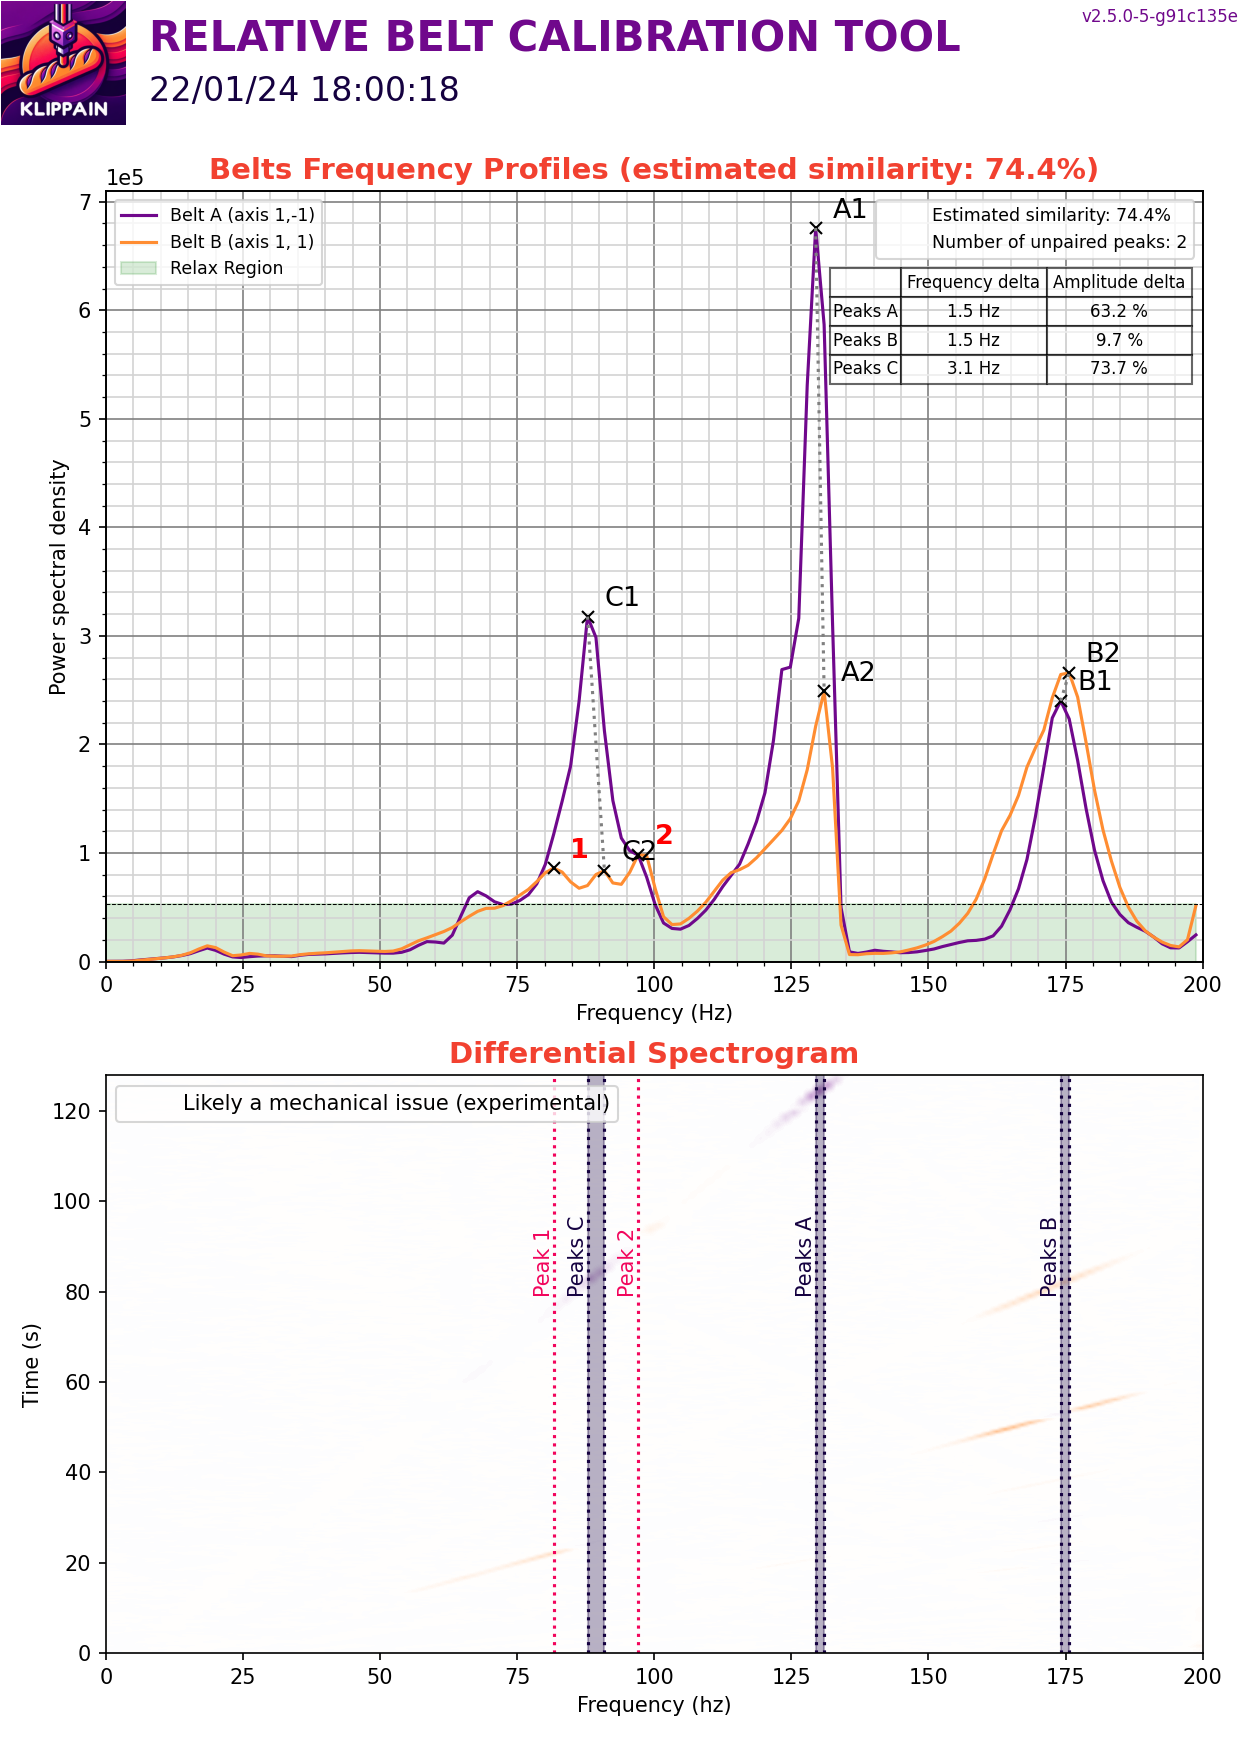 v2.5.0-5-g91c135e
RELATIVE BELT CALIBRATION TOOL
22/01/24 18:00:18
KLIPPAIN
Belts Frequency Profiles (estimated similarity: 74.4%)
1e5
Belt A (axis 1,-1)
Belt B (axis 1, 1)
Relax Region
Estimated similarity: 74.4%
Number of unpaired peaks: 2
Frequency delta Amplitude delta
Peaks A 1.5 Hz 63.2 %
Peaks B 1.5 Hz 9.7 %
Peaks C 3.1 Hz 73.7 %
A1
C1
B2
B1
A2
2
1
C2
Power spectral density
7
6
5
4
3
2
1
0
0 25 50 75 100 125 150 175 200
Frequency (Hz)
Differential Spectrogram
Likely a mechanical issue (experimental)
Peak 1
Peaks C
Peak 2
Peaks A
Peaks B
Time (s)
120
100
80
60
40
20
0
0 25 50 75 100 125 150 175 200
Frequency (hz)